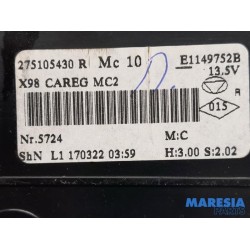 275105430 R Mc 10 E1149752B
13.5V
X98 CAREG MC2
R
015
Nr.5724 M:C
ShN L1 170322 03:59 H:3.00 S:2.02
MARESIA
PARTS